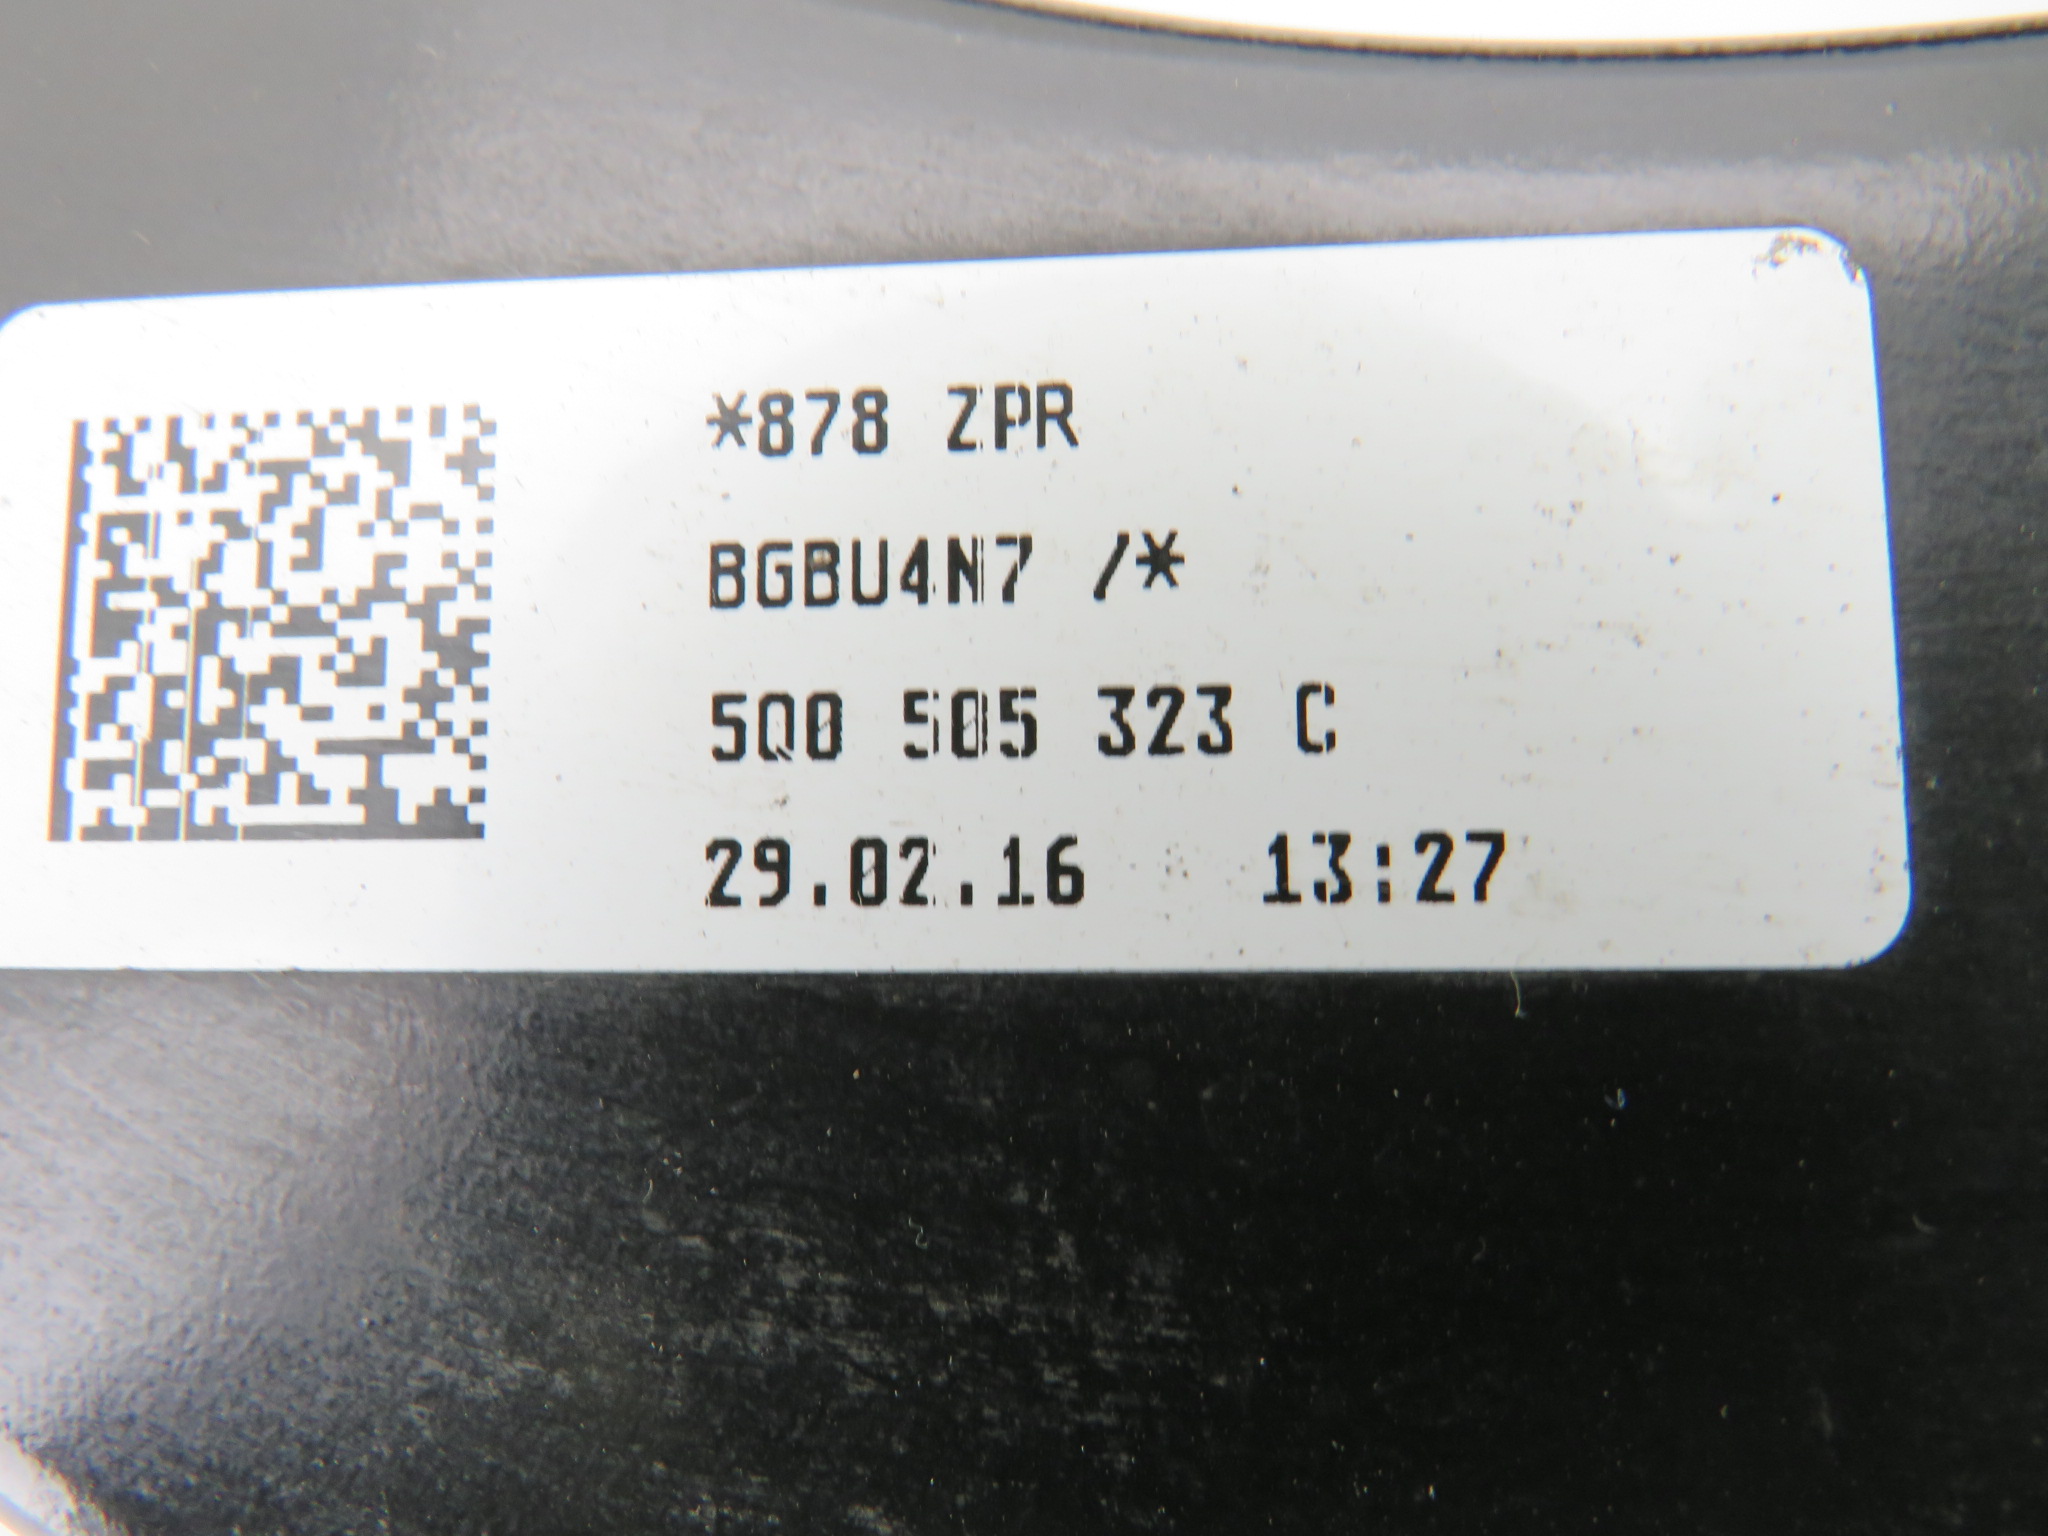 *878 ZPR
BGBU4N7 /*
5Q0 505 323 C
29.02.16 13:27